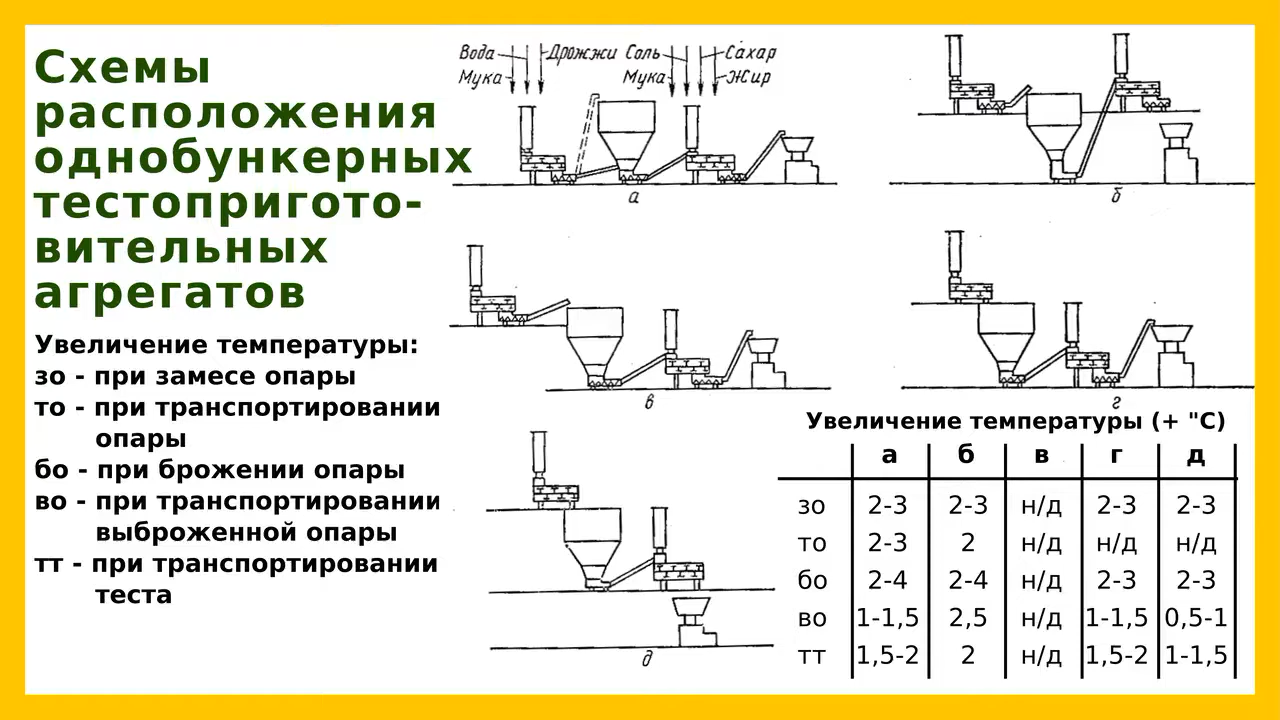 Схемы
расположения
однобункерных
тестопригото-
вительных
агрегатов
Увеличение температуры:
зо - при замесе опары
то - при транспортировании
опары
бо - при брожении опары
во - при транспортировании
выброженной опары
тт - при транспортировании
теста
Вода Дрожжи Соль Сахар
Мука Мука Жир
а
б
в
г
д
Увеличение температуры (+ "С)
а б в г д
зо 2-3 2-3 н/д 2-3 2-3
то 2-3 2 н/д н/д н/д
бо 2-4 2-4 н/д 2-3 2-3
во 1-1,5 2,5 н/д 1-1,5 0,5-1
тт 1,5-2 2 н/д 1,5-2 1-1,5